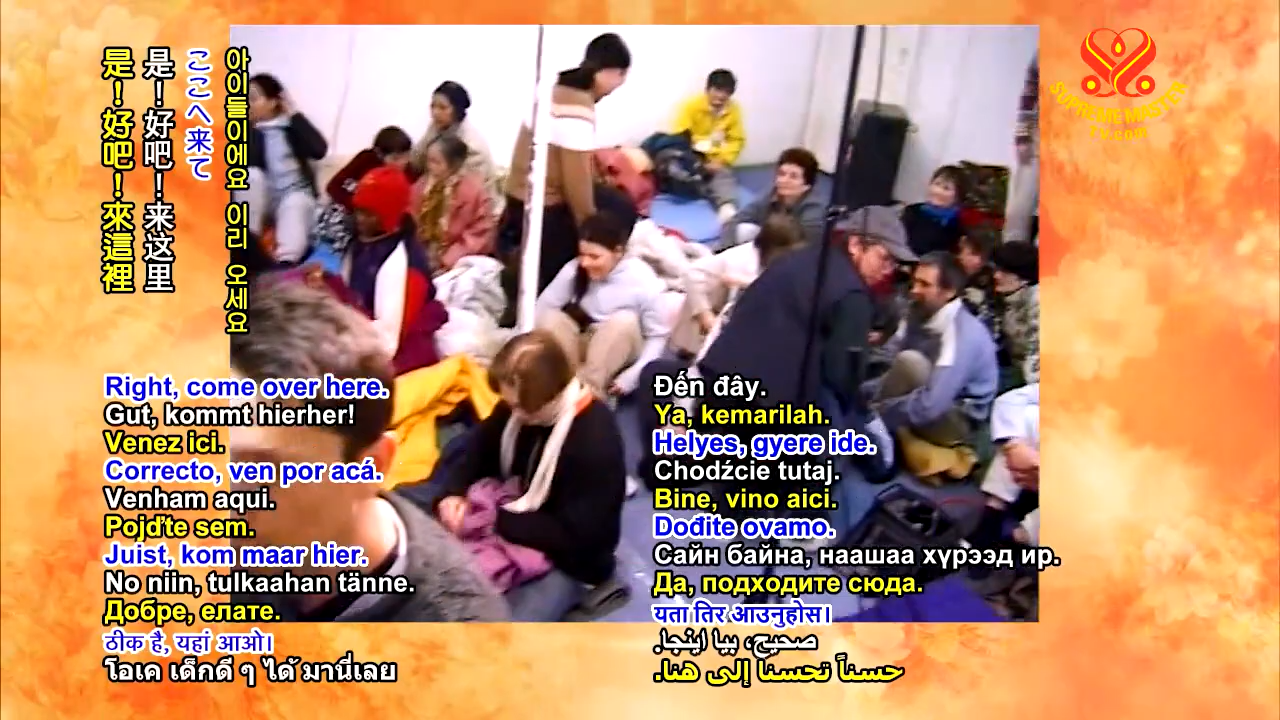 是！好吧！來這裡
是！好吧！来这里
ここへ来て
아이들이에요 이리 오세요
SUPREME MASTER
TV.COM
Right, come over here.
Gut, kommt hierher!
Venez ici.
Correcto, ven por acá.
Venham aqui.
Pojďte sem.
Juist, kom maar hier.
No niin, tulkaahan tänne.
Добре, елате.
ठीक है, यहां आओ।
โอเค เด็กดี ๆ ได้ มานี่เลย
Đến đây.
Ya, kemarilah.
Helyes, gyere ide.
Chodźcie tutaj.
Bine, vino aici.
Dođite ovamo.
Сайн байна, наашаа хүрээд ир.
Да, подходите сюда.
यता तिर आउनुहोस।
صحیح، بیا اینجا.
حسناً تحسنا إلى هنا.